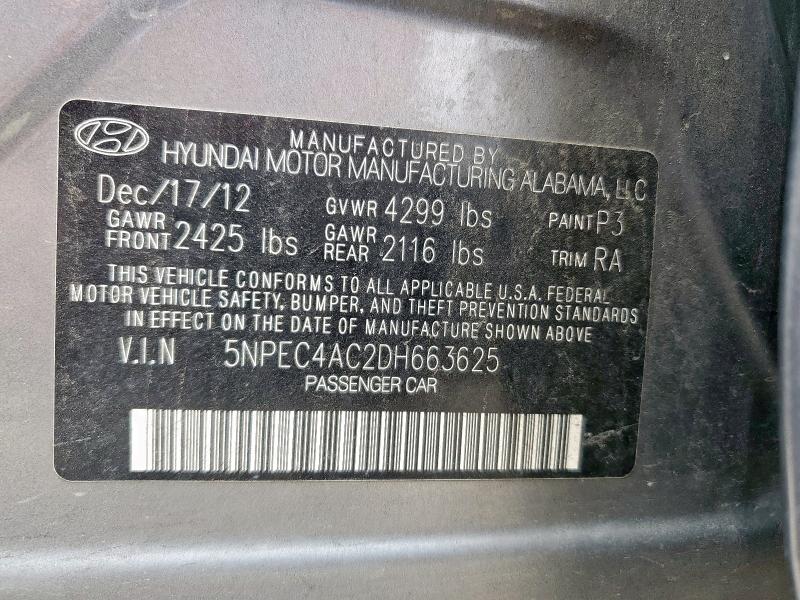 MANUFACTURED BY
HYUNDAI MOTOR MANUFACTURING ALABAMA, LLC
Dec/17/12 GVWR 4299 lbs PAINT P3
GAWR FRONT 2425 lbs GAWR REAR 2116 lbs TRIM RA
THIS VEHICLE CONFORMS TO ALL APPLICABLE U.S.A. FEDERAL
MOTOR VEHICLE SAFETY, BUMPER, AND THEFT PREVENTION STANDARDS
IN EFFECT ON THE DATE OF MANUFACTURE SHOWN ABOVE
V.I.N 5NPEC4AC2DH663625
PASSENGER CAR